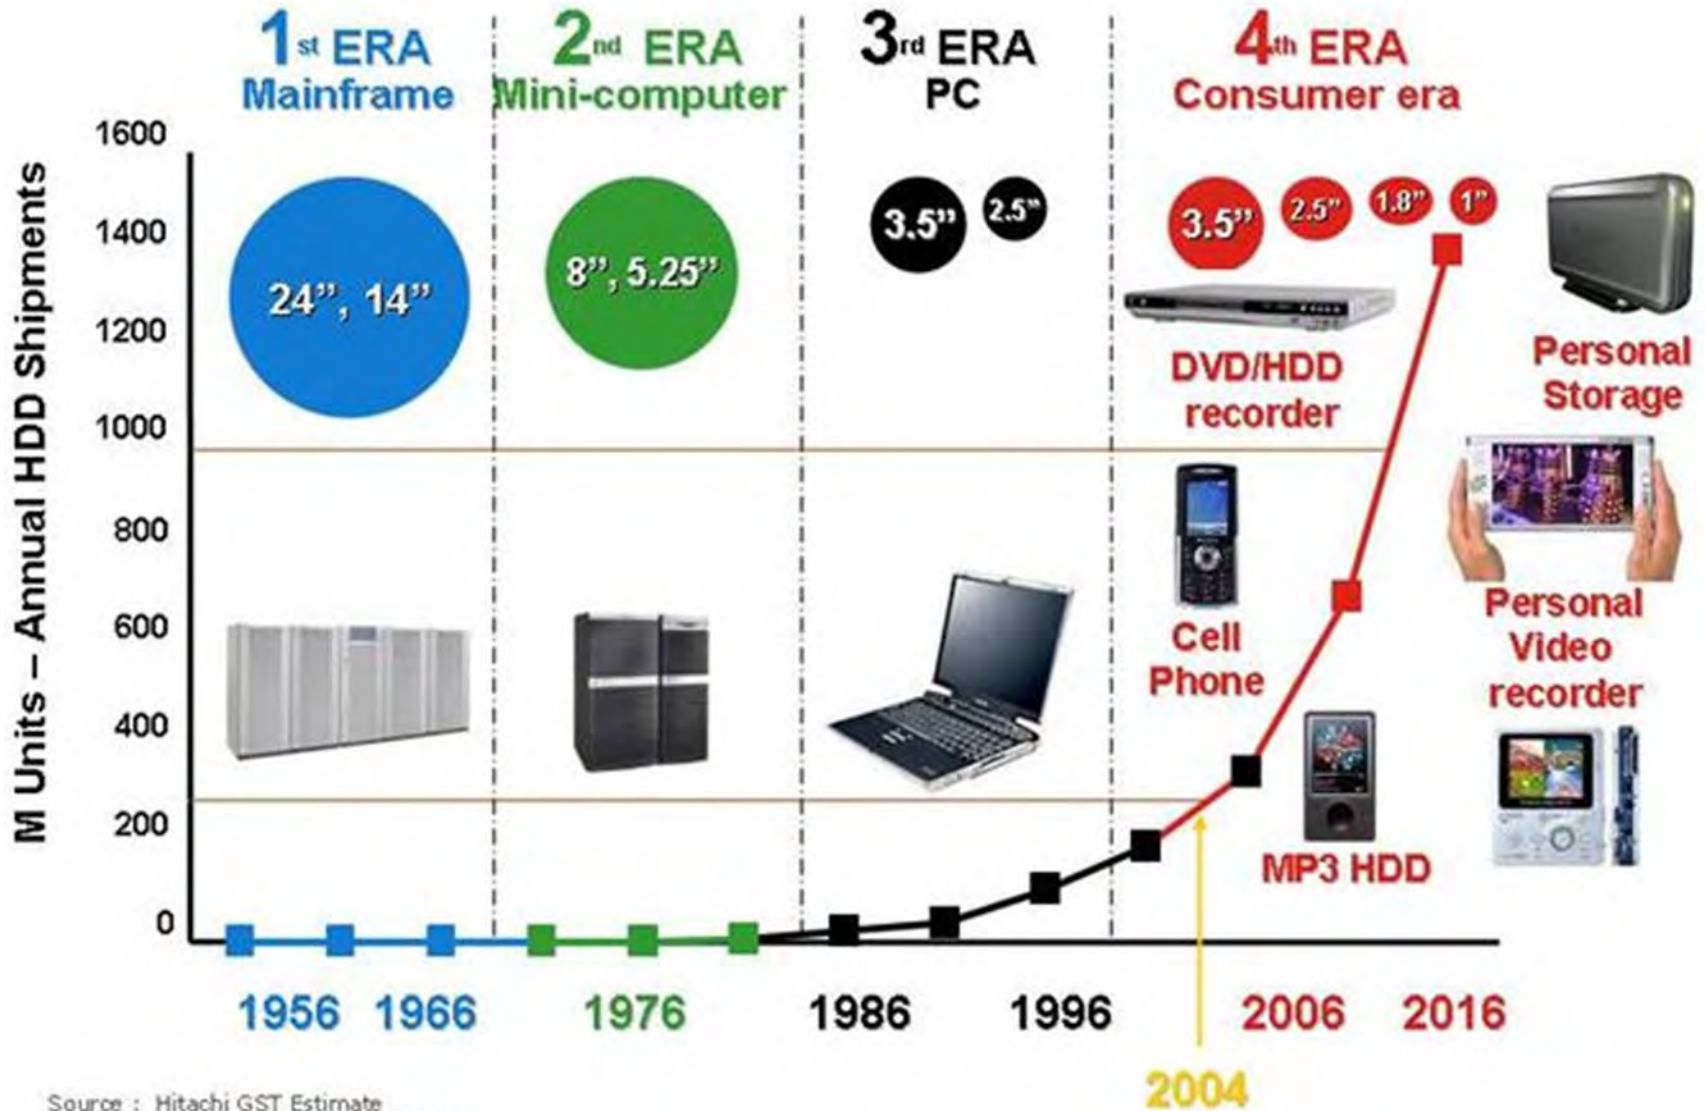 1st ERA
Mainframe
2nd ERA
Mini-computer
3rd ERA
PC
4th ERA
Consumer era
M Units – Annual HDD Shipments
1600
1400
1200
1000
800
600
400
200
0
24”, 14”
8”, 5.25”
3.5”
2.5”
3.5”
2.5”
1.8”
1”
DVD/HDD
recorder
Personal
Storage
Cell
Phone
Personal
Video
recorder
MP3 HDD
1956
1966
1976
1986
1996
2006
2016
2004
Source : Hitachi GST Estimate